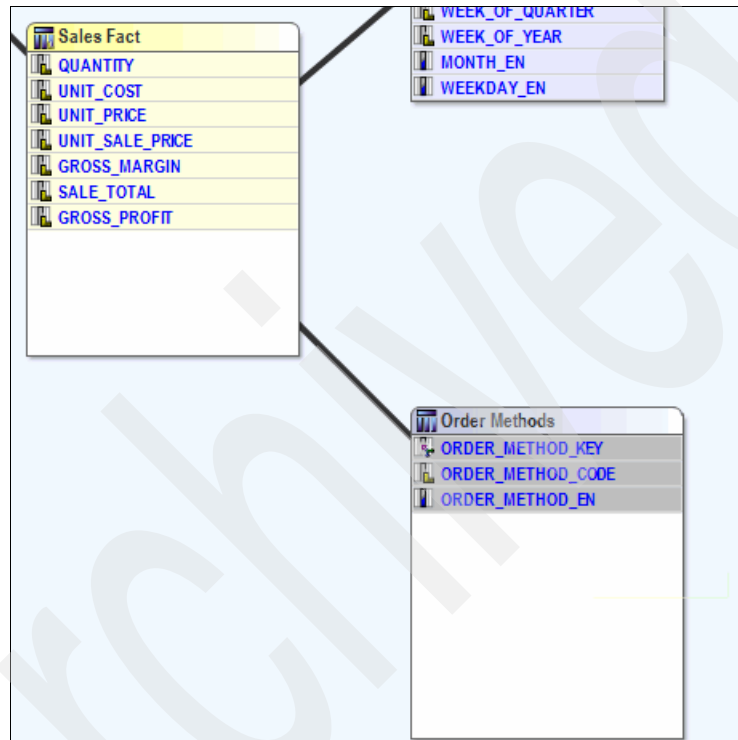 Sales Fact
QUANTITY
UNIT_COST
UNIT_PRICE
UNIT_SALE_PRICE
GROSS_MARGIN
SALE_TOTAL
GROSS_PROFIT
WEEK_OF_QUARTER
WEEK_OF_YEAR
MONTH_EN
WEEKDAY_EN
Order Methods
ORDER_METHOD_KEY
ORDER_METHOD_CODE
ORDER_METHOD_EN